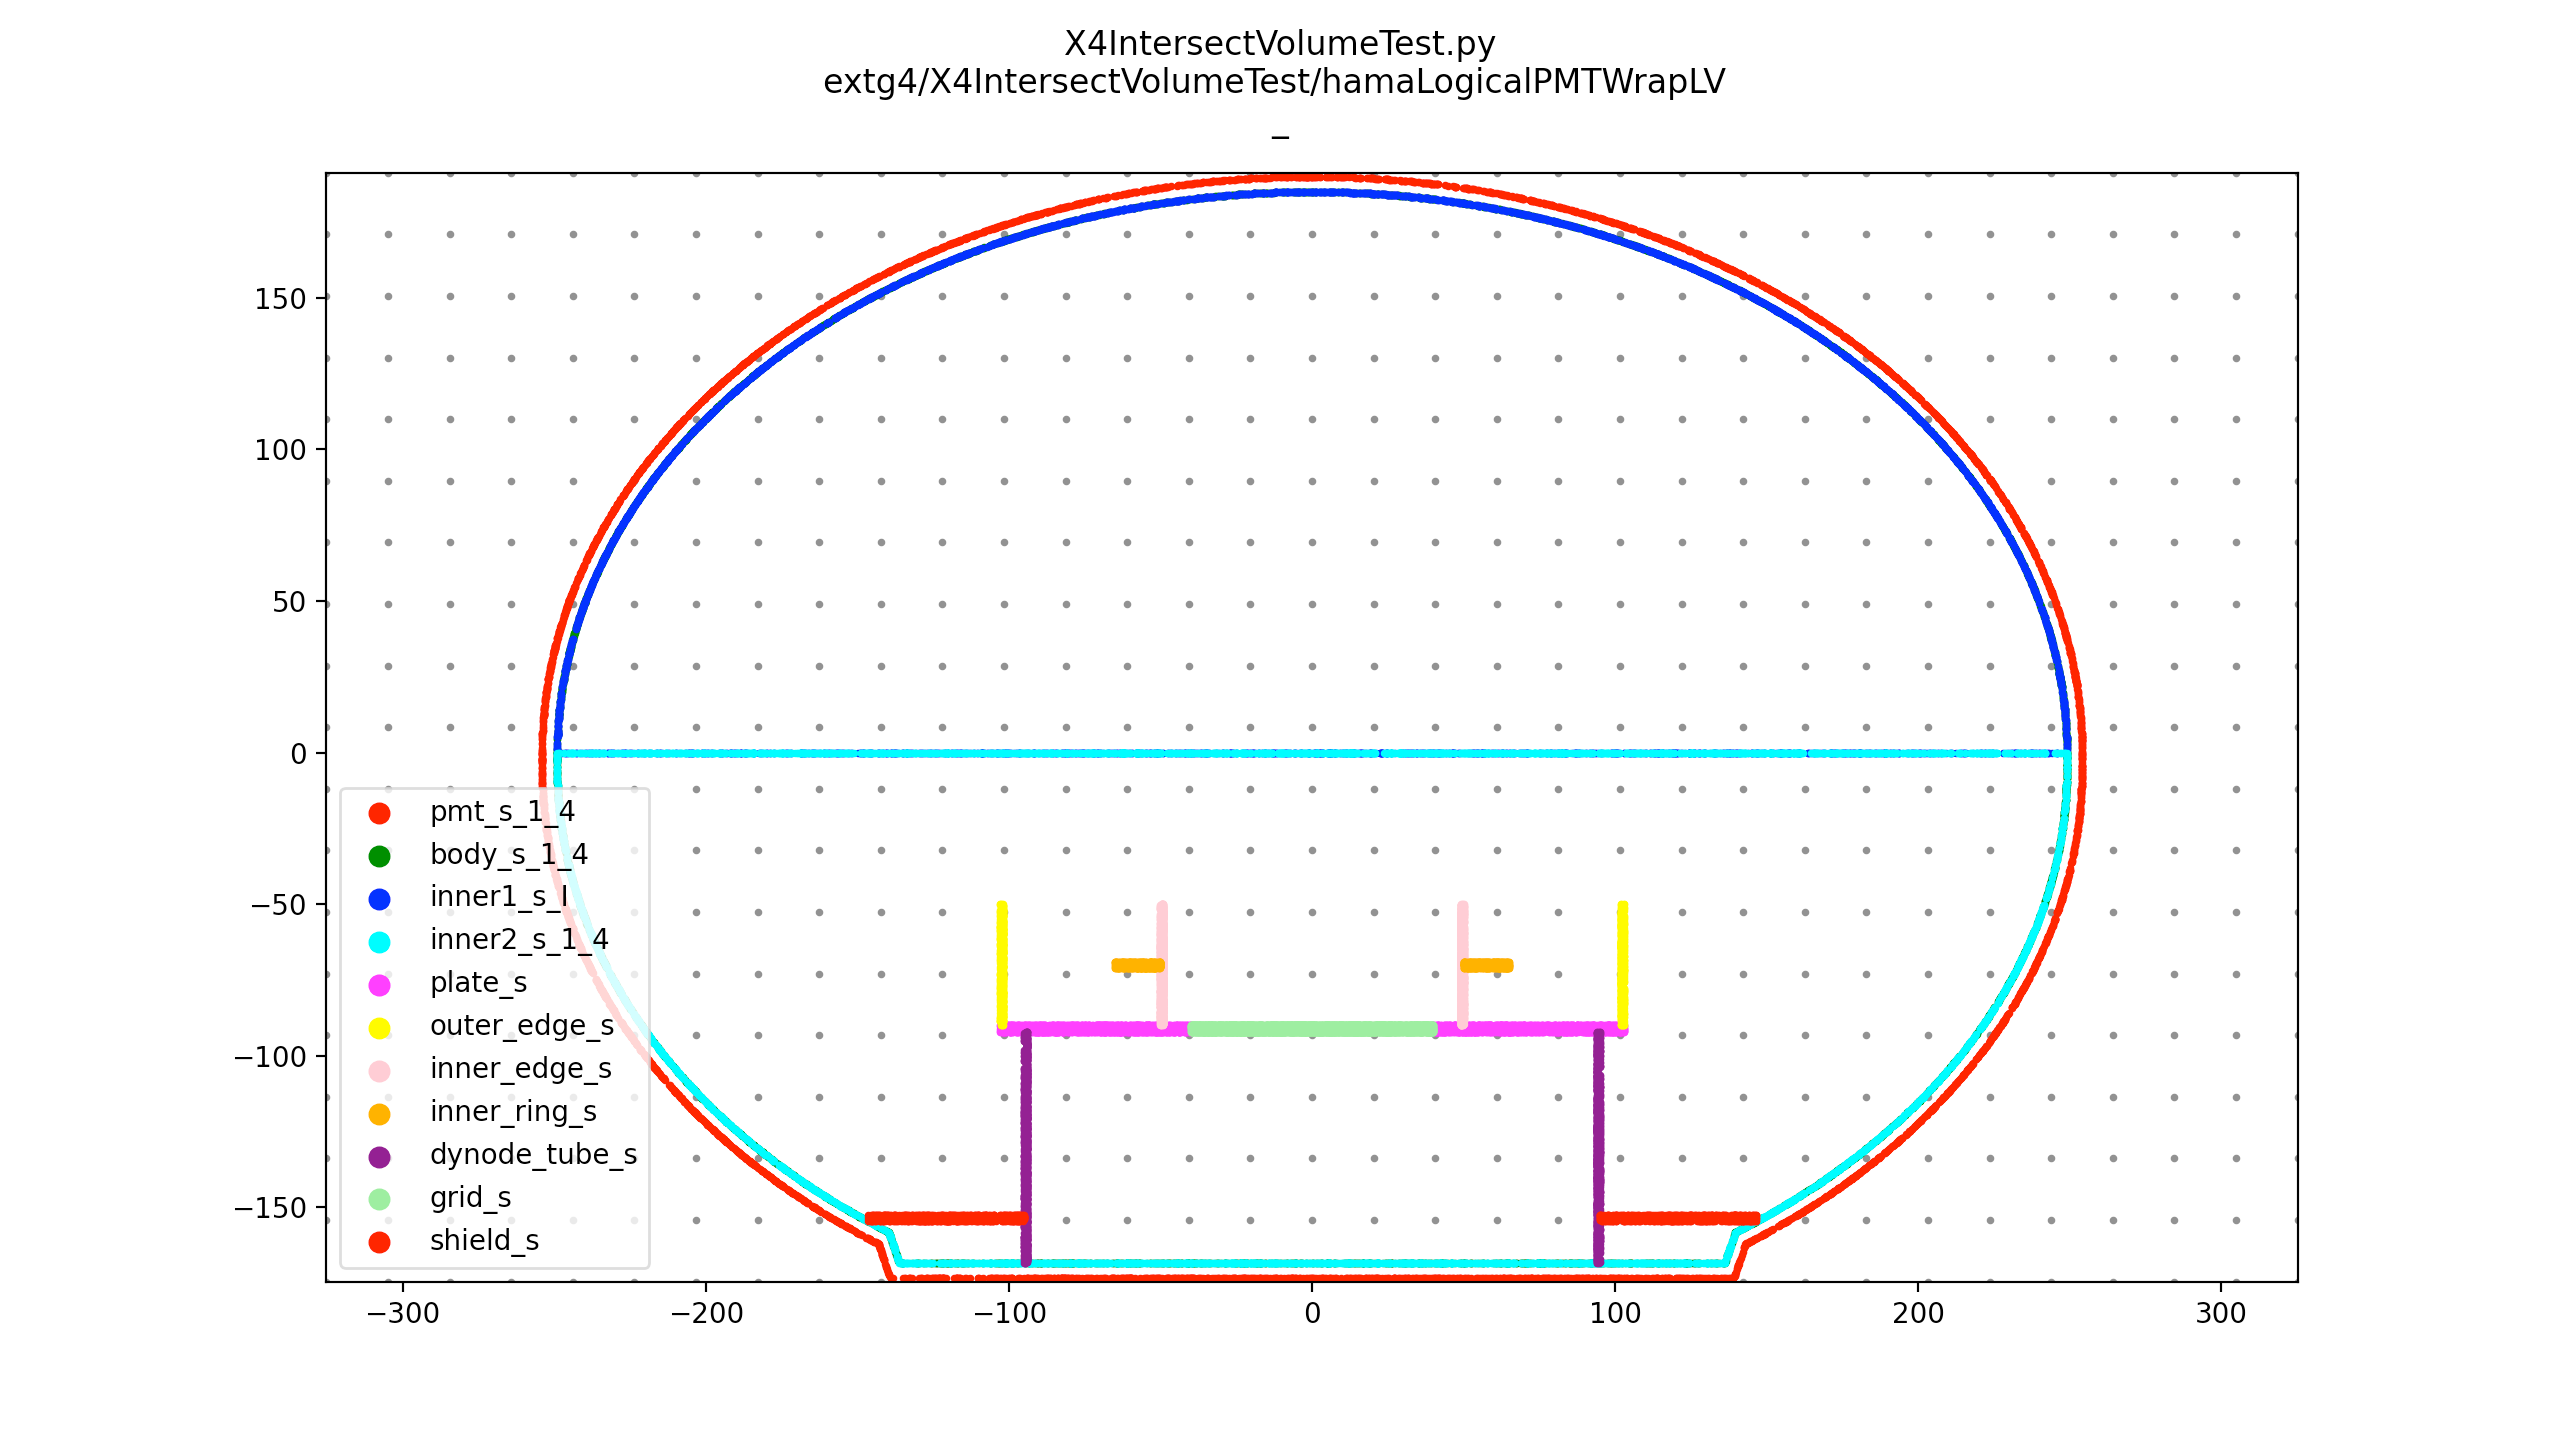 X4IntersectVolumeTest.py
extg4/X4IntersectVolumeTest/hamaLogicalPMTWrapLV
_
150
100
50
0
−50
−100
−150
pmt_s_1_4
body_s_1_4
inner1_s_I
inner2_s_1_4
plate_s
outer_edge_s
inner_edge_s
inner_ring_s
dynode_tube_s
grid_s
shield_s
−300 −200 −100 0 100 200 300